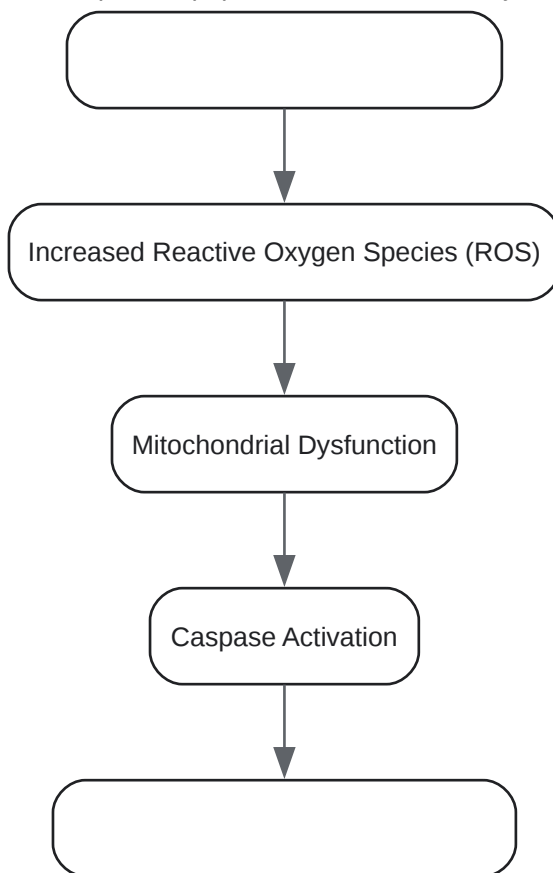 Increased Reactive Oxygen Species (ROS)
Mitochondrial Dysfunction
Caspase Activation